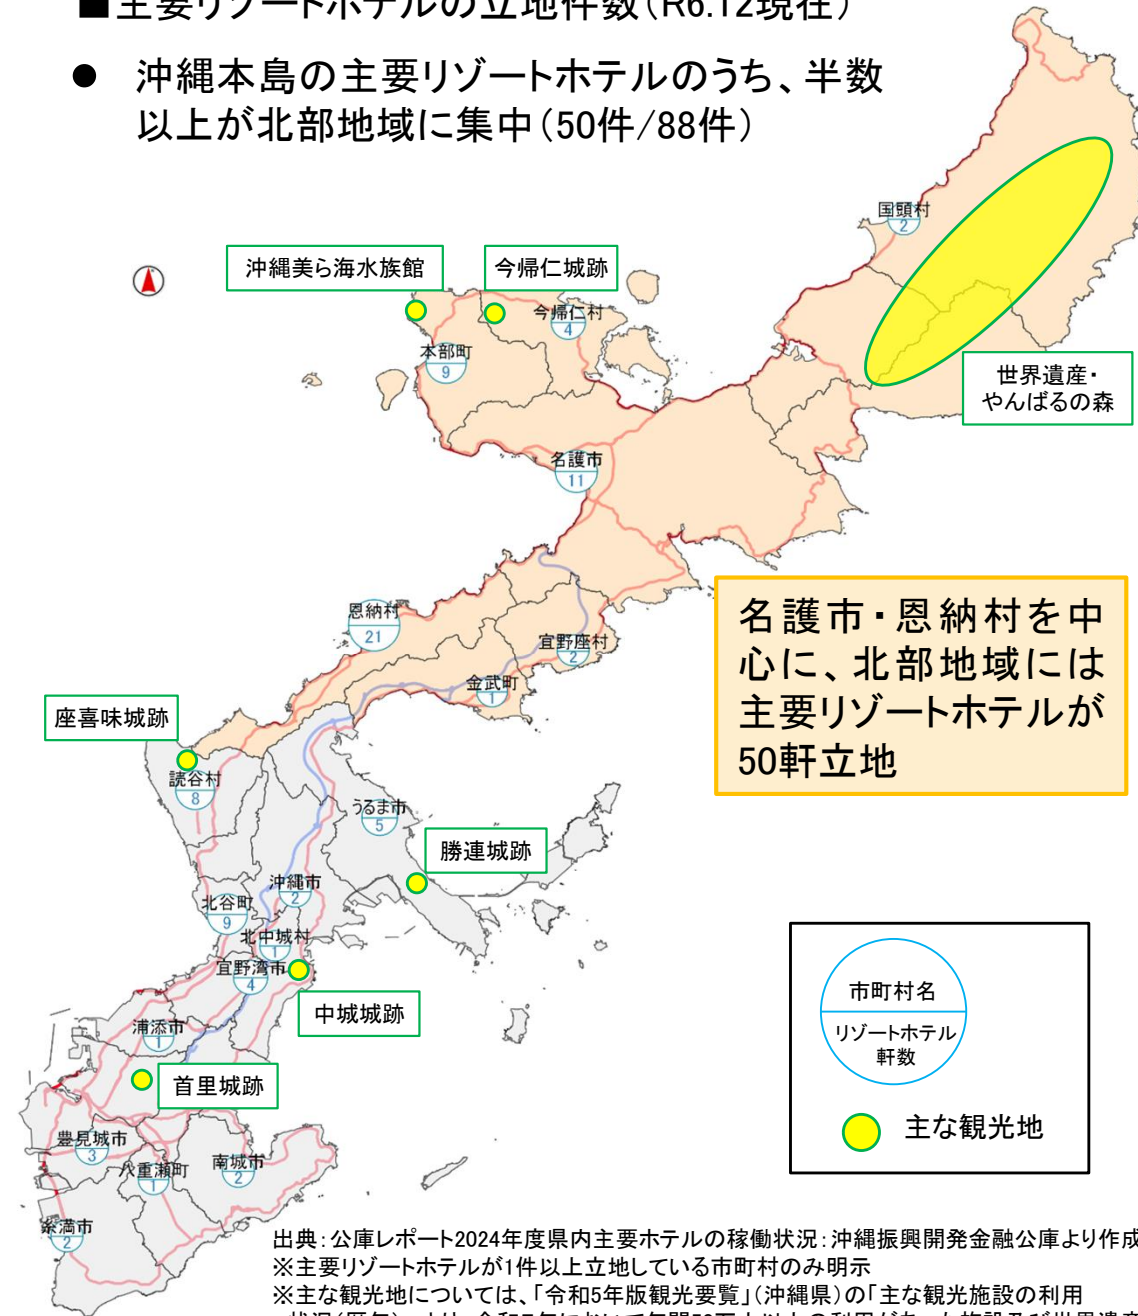 ■主要リゾートホテルの立地件数(R6.12現在)
● 沖縄本島の主要リゾートホテルのうち、半数
以上が北部地域に集中(50件/88件)
国頭村
2
沖縄美ら海水族館
今帰仁城跡
今帰仁村
4
本部町
9
世界遺産・
やんばるの森
名護市
11
恩納村
21
宜野座村
2
金武町
1
名護市・恩納村を中
心に、北部地域には
主要リゾートホテルが
50軒立地
座喜味城跡
読谷村
8
うるま市
5
勝連城跡
沖縄市
2
北谷町
9
北中城村
1
宜野湾市
4
中城城跡
浦添市
1
首里城跡
豊見城市
3
八重瀬町
1
南城市
2
糸満市
2
市町村名
リゾートホテル
軒数
主な観光地
出典:公庫レポート2024年度県内主要ホテルの稼働状況:沖縄振興開発金融公庫より作成
※主要リゾートホテルが1件以上立地している市町村のみ明示
※主な観光地については、「令和5年版観光要覧」(沖縄県)の「主な観光施設の利用